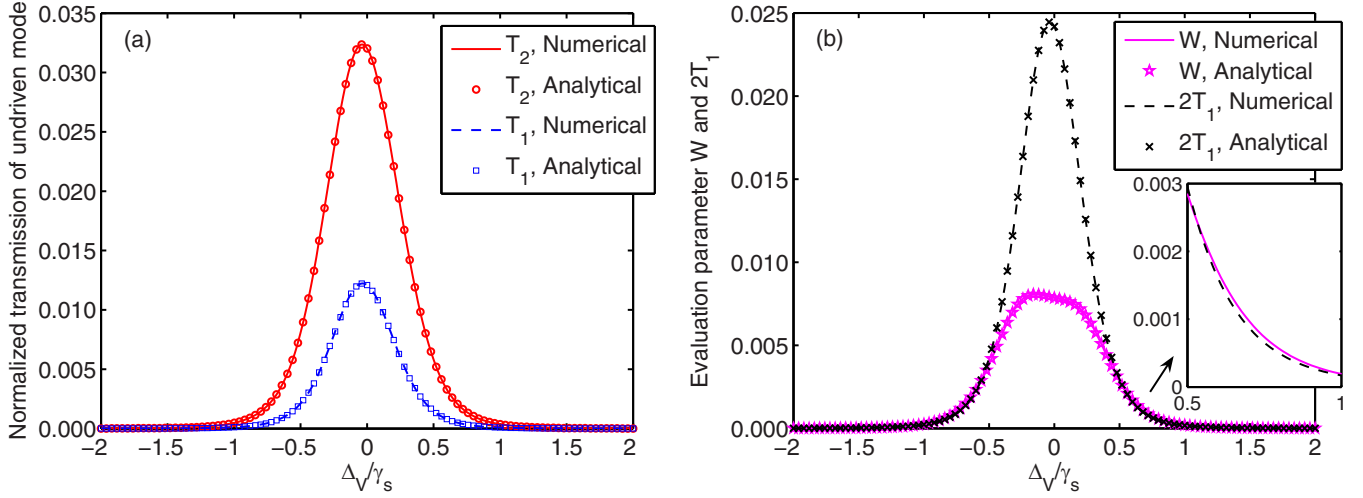 Normalized transmission of undriven mode
0.040
0.035
0.030
0.025
0.020
0.015
0.010
0.005
0.000
(a)
T2, Numerical
T2, Analytical
T1, Numerical
T1, Analytical
−2 −1.5 −1 −0.5 0 0.5 1 1.5 2
ΔV/γs
Evaluation parameter W and 2T1
0.025
0.020
0.015
0.010
0.005
0.000
(b)
W, Numerical
W, Analytical
2T1, Numerical
2T1, Analytical
0.003
0.002
0.001
0
0.5 1
−2 −1.5 −1 −0.5 0 0.5 1 1.5 2
ΔV/γs